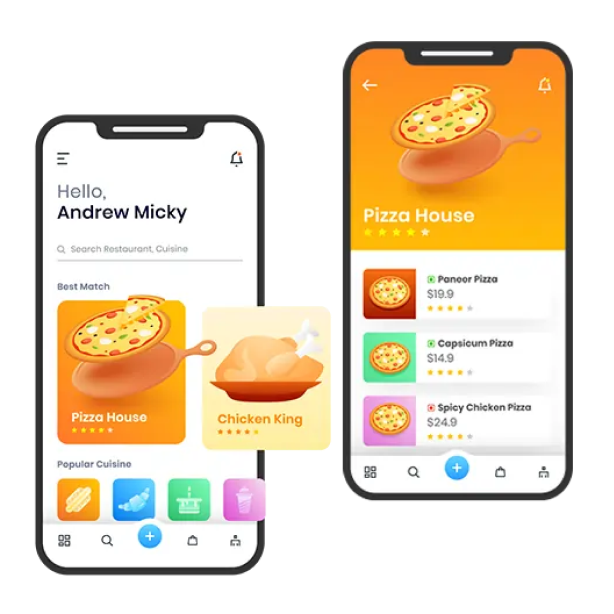 Hello,
Andrew Micky
Search Restaurant, Cuisine
Best Match
Pizza House
Chicken King
Popular Cuisine
Pizza House
Paneer Pizza
$19.9
Capsicum Pizza
$14.9
Spicy Chicken Pizza
$24.9